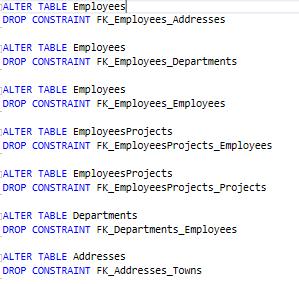 ALTER TABLE Employees
DROP CONSTRAINT FK_Employees_Addresses
ALTER TABLE Employees
DROP CONSTRAINT FK_Employees_Departments
ALTER TABLE Employees
DROP CONSTRAINT FK_Employees_Employees
ALTER TABLE EmployeesProjects
DROP CONSTRAINT FK_EmployeesProjects_Employees
ALTER TABLE EmployeesProjects
DROP CONSTRAINT FK_EmployeesProjects_Projects
ALTER TABLE Departments
DROP CONSTRAINT FK_Departments_Employees
ALTER TABLE Addresses
DROP CONSTRAINT FK_Addresses_Towns